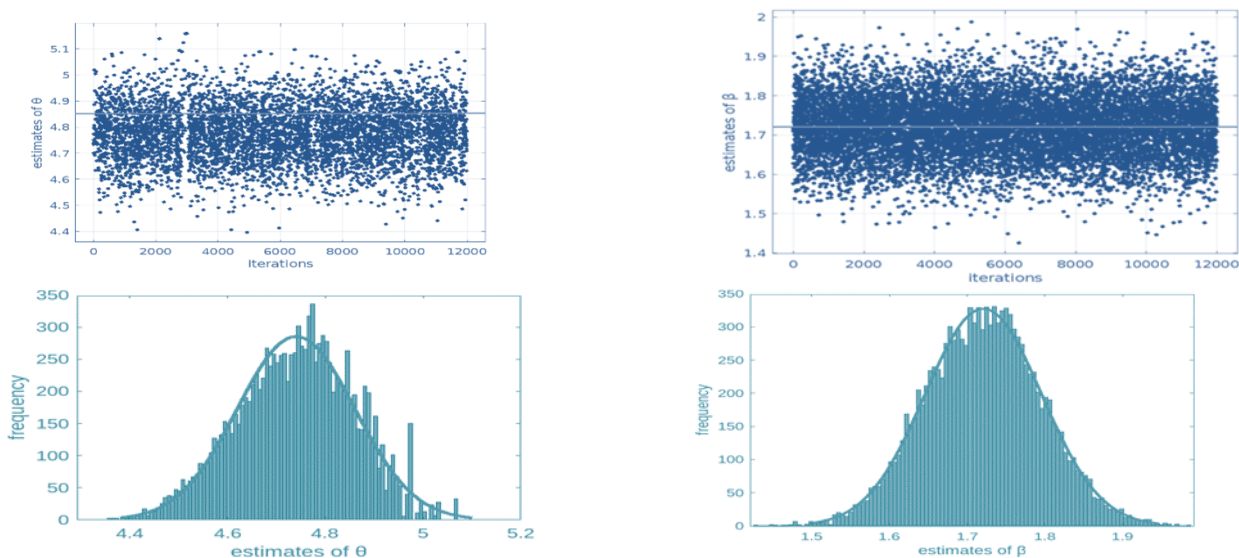 5.1
5
4.9
4.8
4.7
4.6
4.5
4.4
estimates of θ
0 2000 4000 6000 8000 10000 12000
iterations
2
1.9
1.8
1.7
1.6
1.5
1.4
estimates of β
0 2000 4000 6000 8000 10000 12000
iterations
350
300
250
200
150
100
50
0
frequency
4.4 4.6 4.8 5 5.2
estimates of θ
350
300
250
200
150
100
50
0
frequency
1.5 1.6 1.7 1.8 1.9
estimates of β